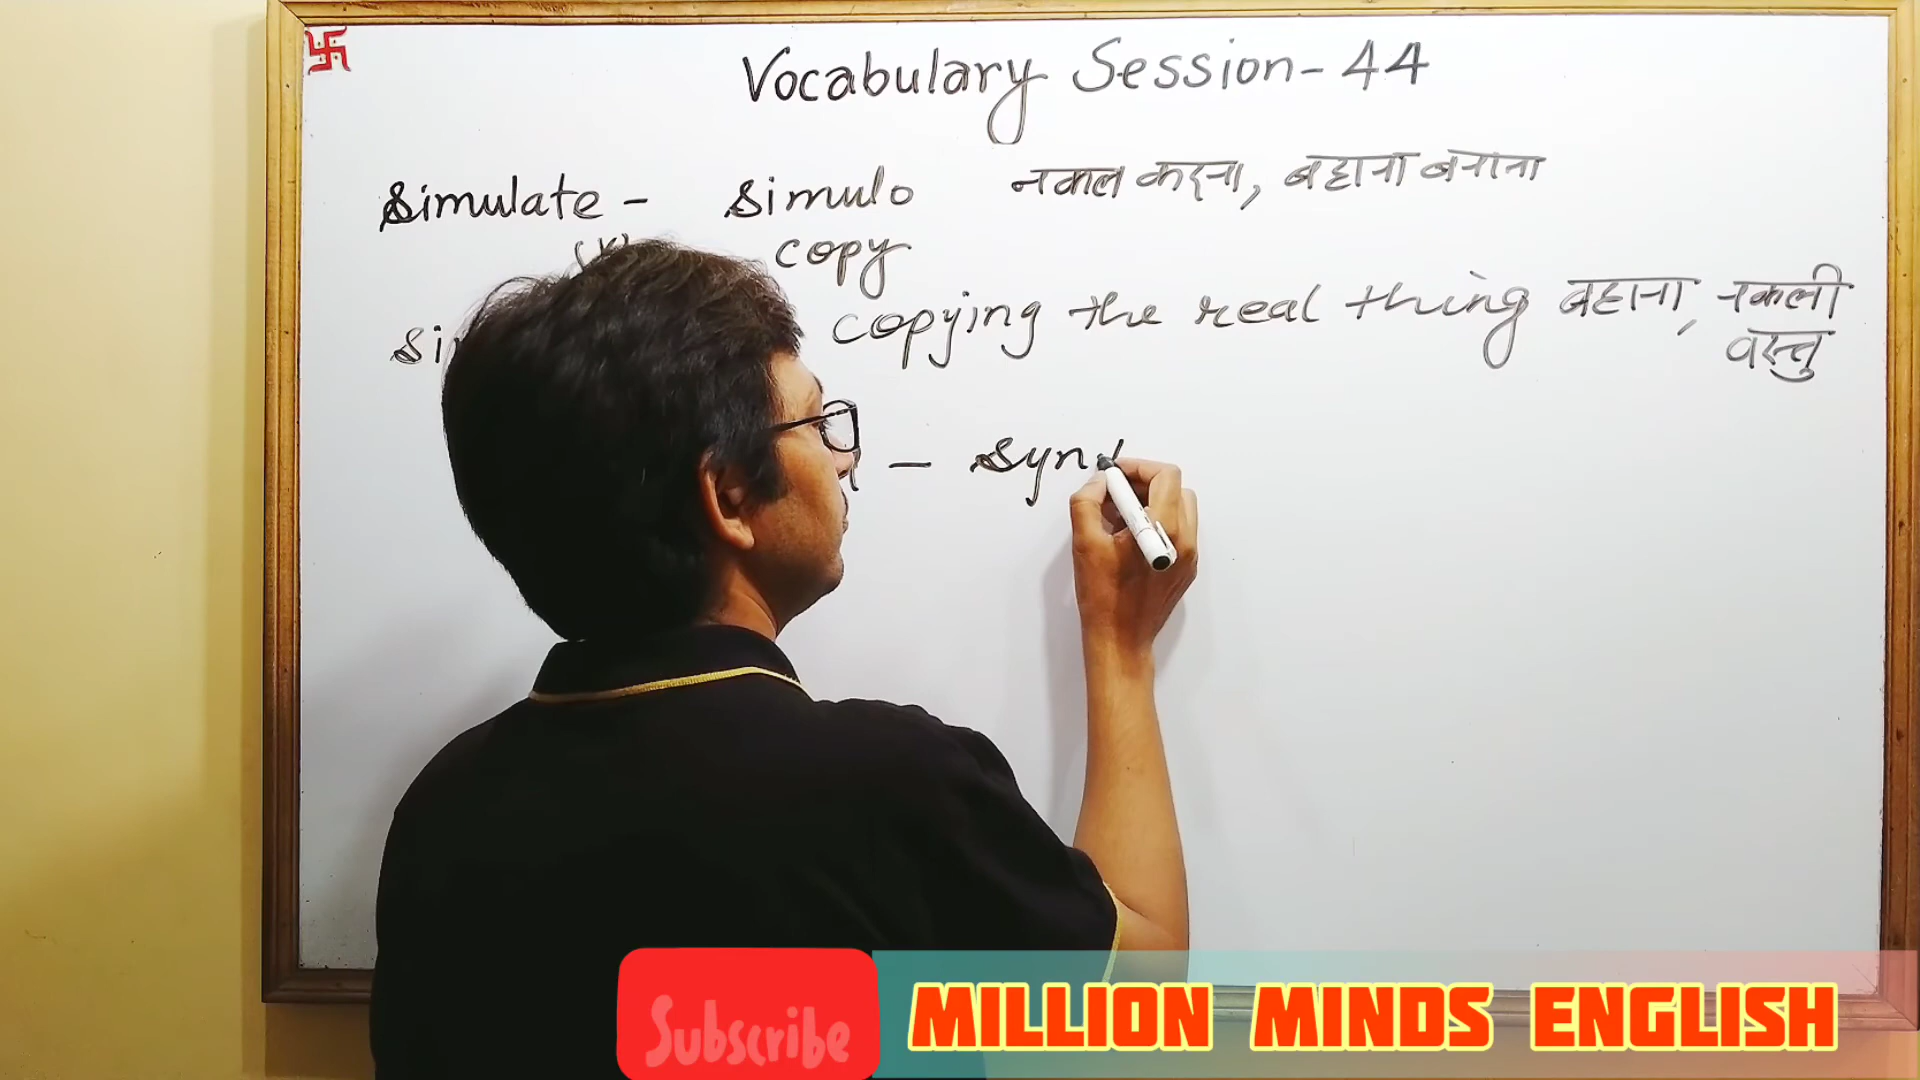 Vocabulary Session-44
Simulate - Simulo नकल करना, बहाना बनाना
(V) copy
copying the real thing बहाना, नकली
वस्तु
- Syn
Subscribe
MILLION MINDS ENGLISH